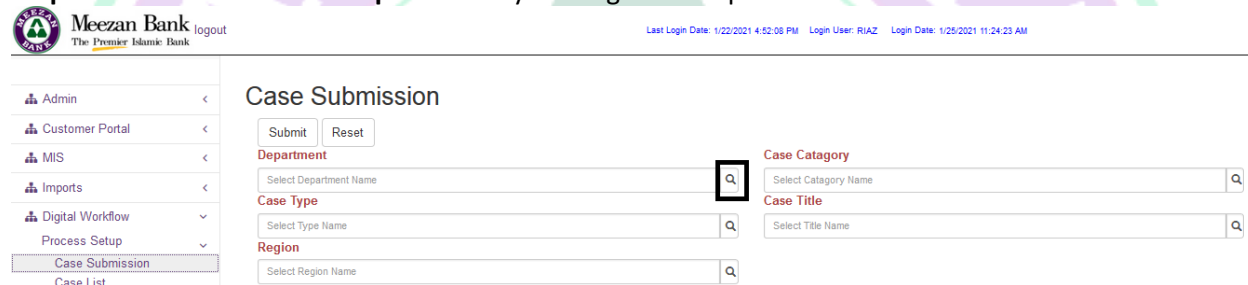 MEEZAN BANK
Meezan Bank logout
The Premier Islamic Bank
Last Login Date: 1/22/2021 4:52:08 PM Login User: RIAZ Login Date: 1/25/2021 11:24:23 AM
Admin
Customer Portal
MIS
Imports
Digital Workflow
Process Setup
Case Submission
Case List
Case Submission
Submit Reset
Department Case Catagory
Select Department Name Select Catagory Name
Case Type Case Title
Select Type Name Select Title Name
Region
Select Region Name